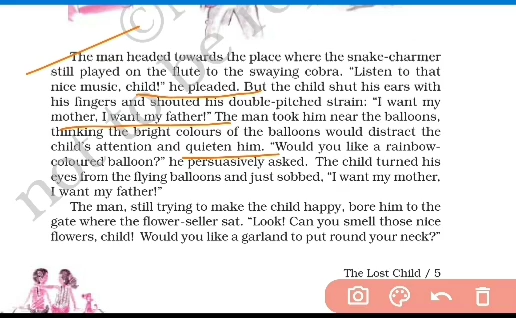 The man headed towards the place where the snake-charmer
still played on the flute to the swaying cobra. “Listen to that
nice music, child!” he pleaded. But the child shut his ears with
his fingers and shouted his double-pitched strain: “I want my
mother, I want my father!” The man took him near the balloons,
thinking the bright colours of the balloons would distract the
child’s attention and quieten him. “Would you like a rainbow-
coloured balloon?” he persuasively asked. The child turned his
eyes from the flying balloons and just sobbed, “I want my mother,
I want my father!”
The man, still trying to make the child happy, bore him to the
gate where the flower-seller sat. “Look! Can you smell those nice
flowers, child! Would you like a garland to put round your neck?”
The Lost Child / 5